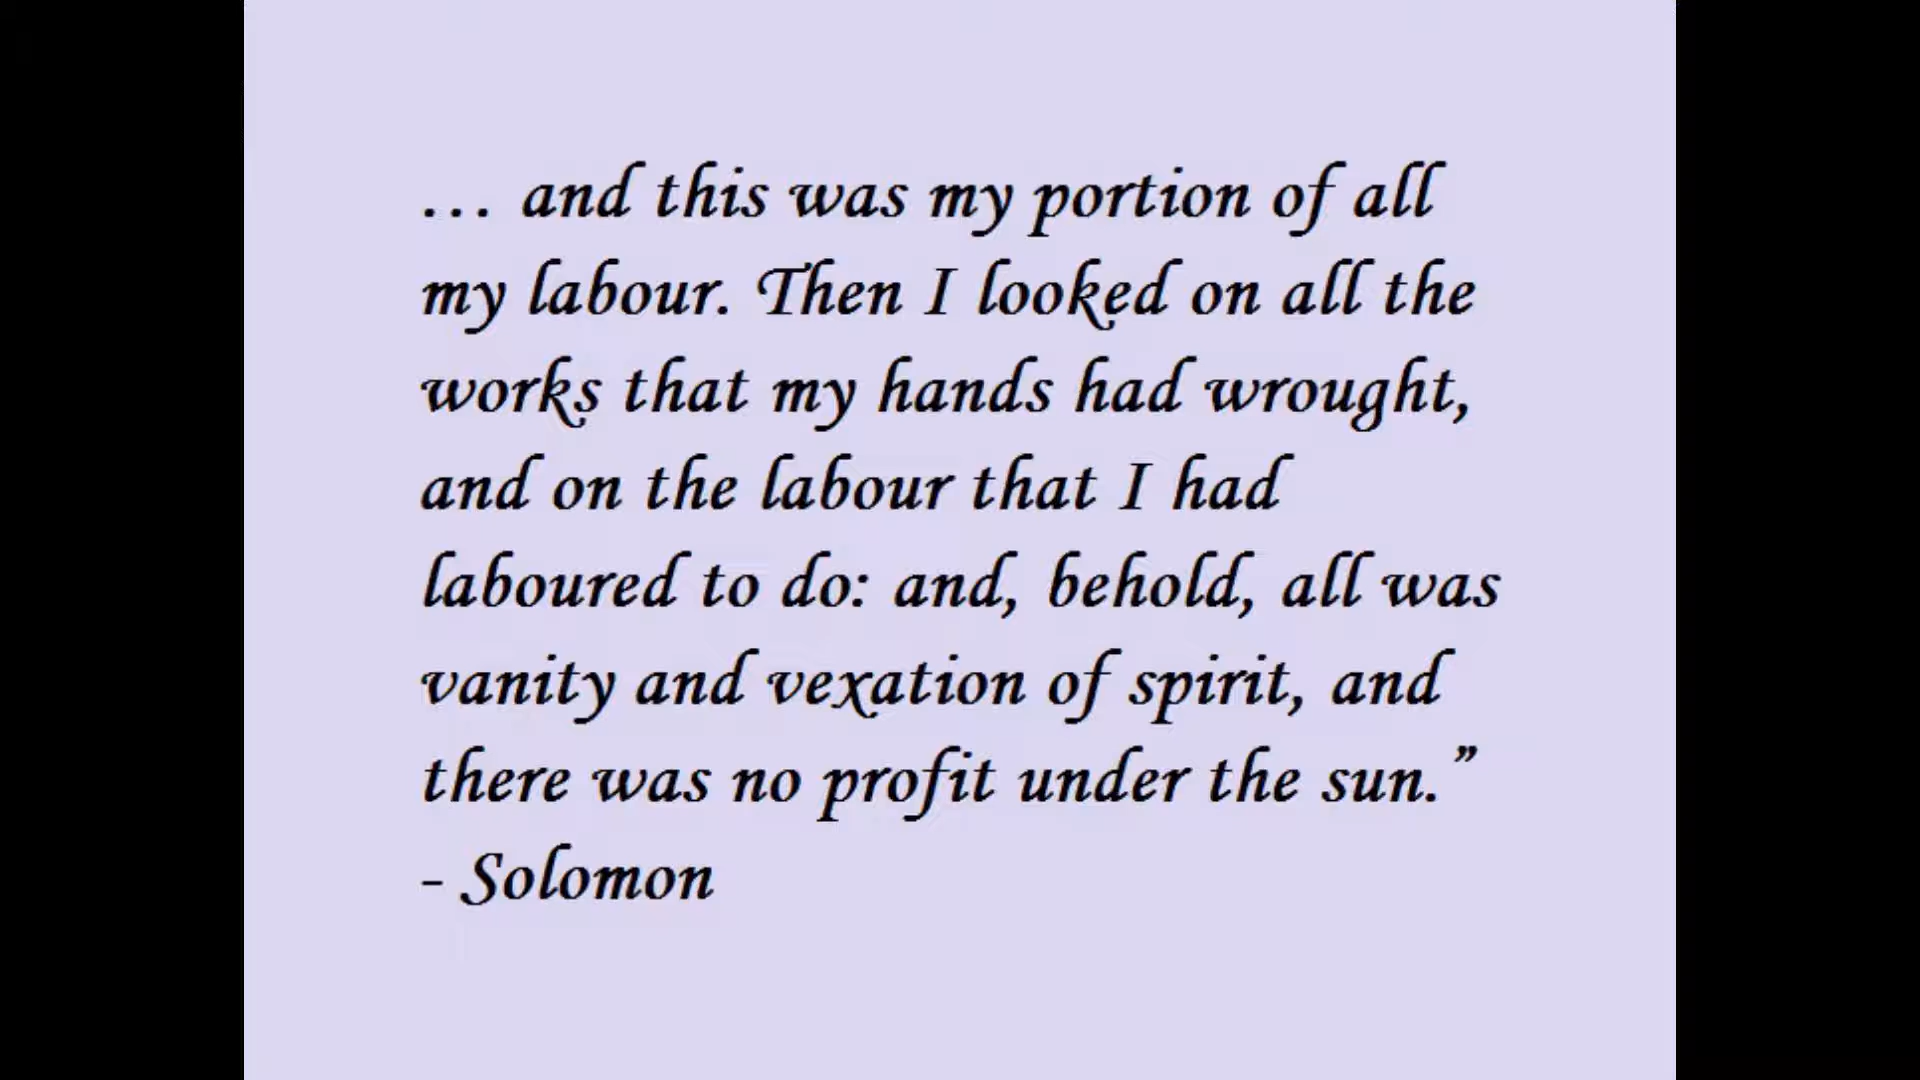 … and this was my portion of all
my labour. Then I looked on all the
works that my hands had wrought,
and on the labour that I had
laboured to do: and, behold, all was
vanity and vexation of spirit, and
there was no profit under the sun.”
- Solomon